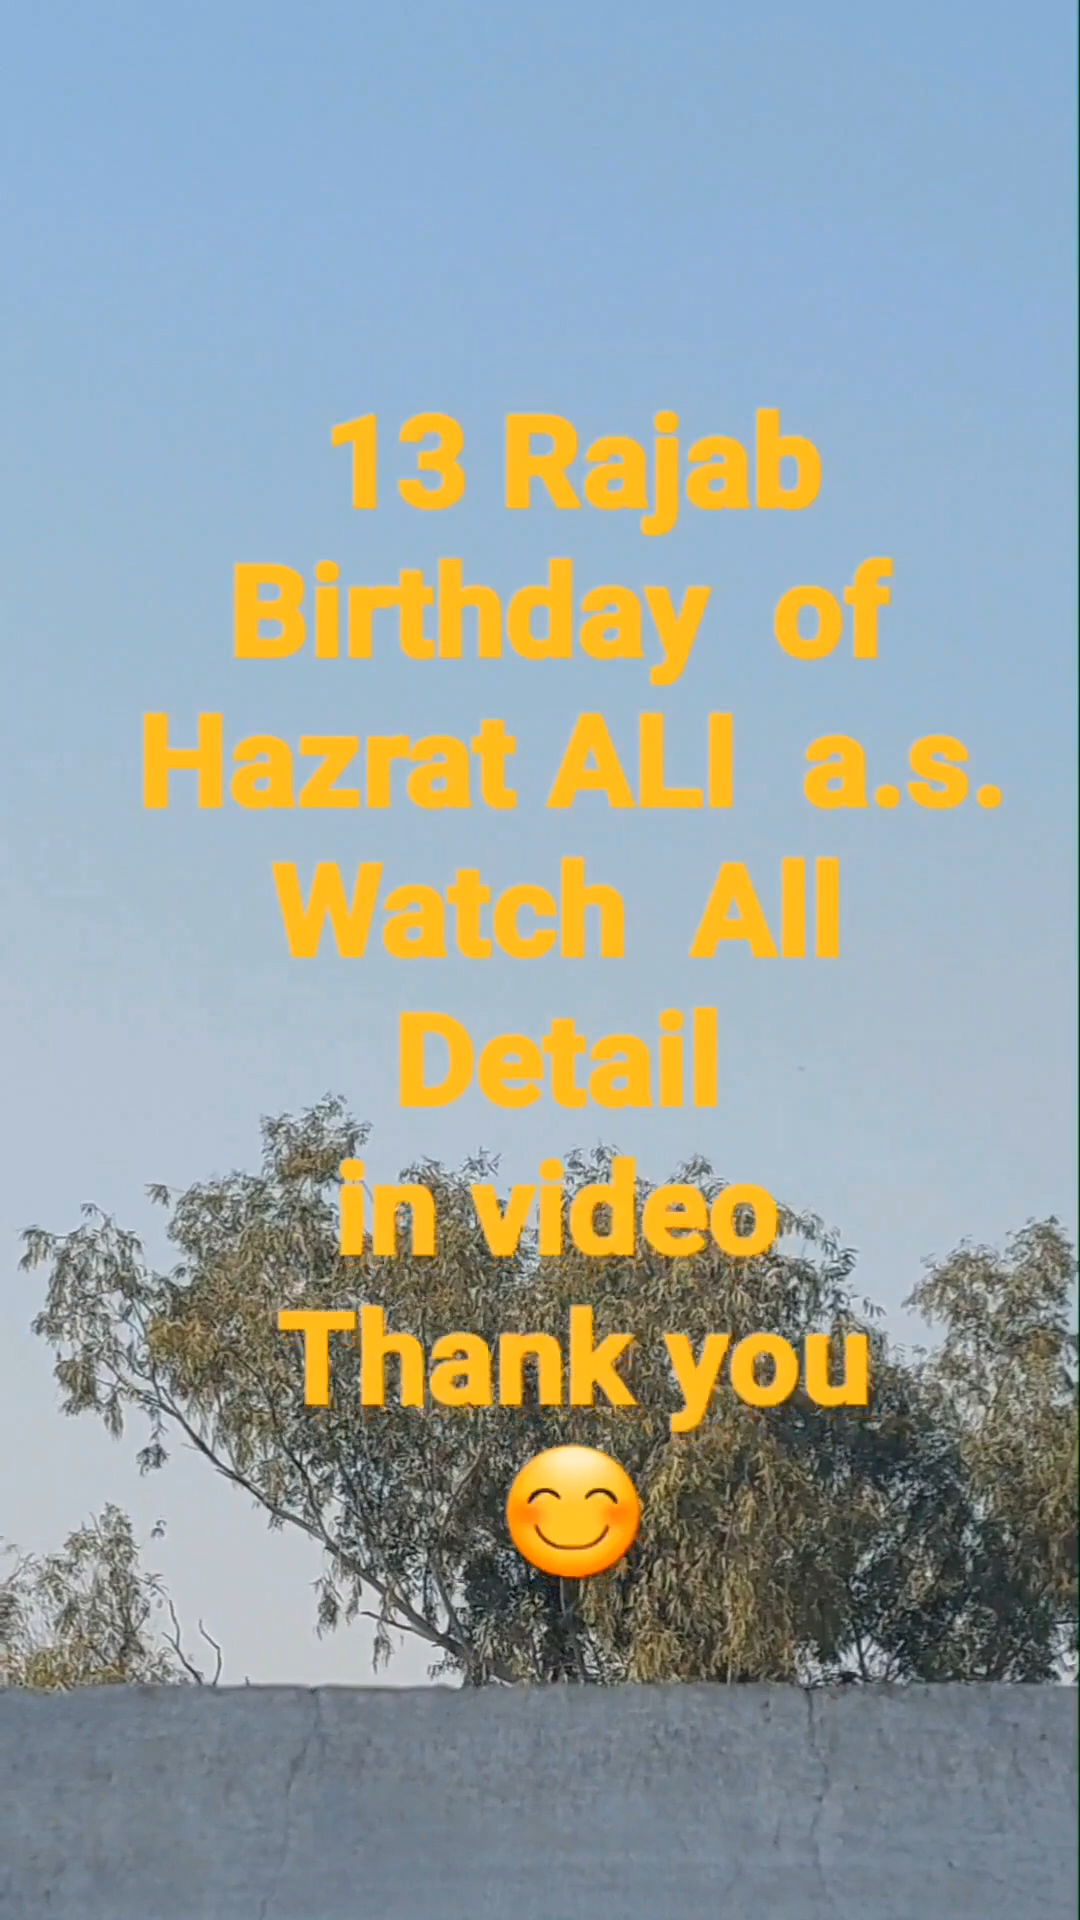 13 Rajab
Birthday of
Hazrat ALI a.s.
Watch All
Detail
in video
Thank you
😊